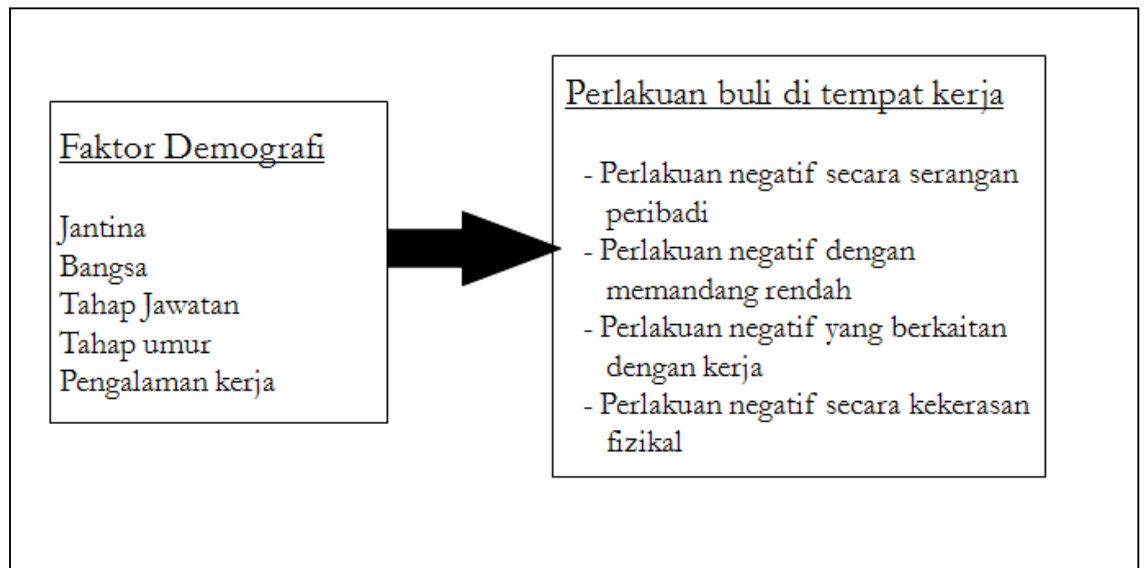 Faktor Demografi
Jantina
Bangsa
Tahap Jawatan
Tahap umur
Pengalaman kerja
Perlakuan buli di tempat kerja
- Perlakuan negatif secara serangan
peribadi
- Perlakuan negatif dengan
memandang rendah
- Perlakuan negatif yang berkaitan
dengan kerja
- Perlakuan negatif secara kekerasan
fizikal